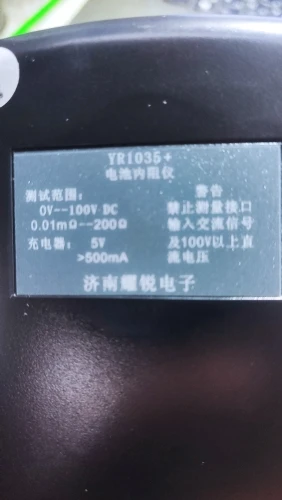 YR1035+
电池内阻仪
测试范围：
0V--100V DC
0.01mΩ--200Ω
充电器： 5V
>500mA
警告
禁止测量接口
输入交流信号
及100V以上直
流电压
济南耀锐电子